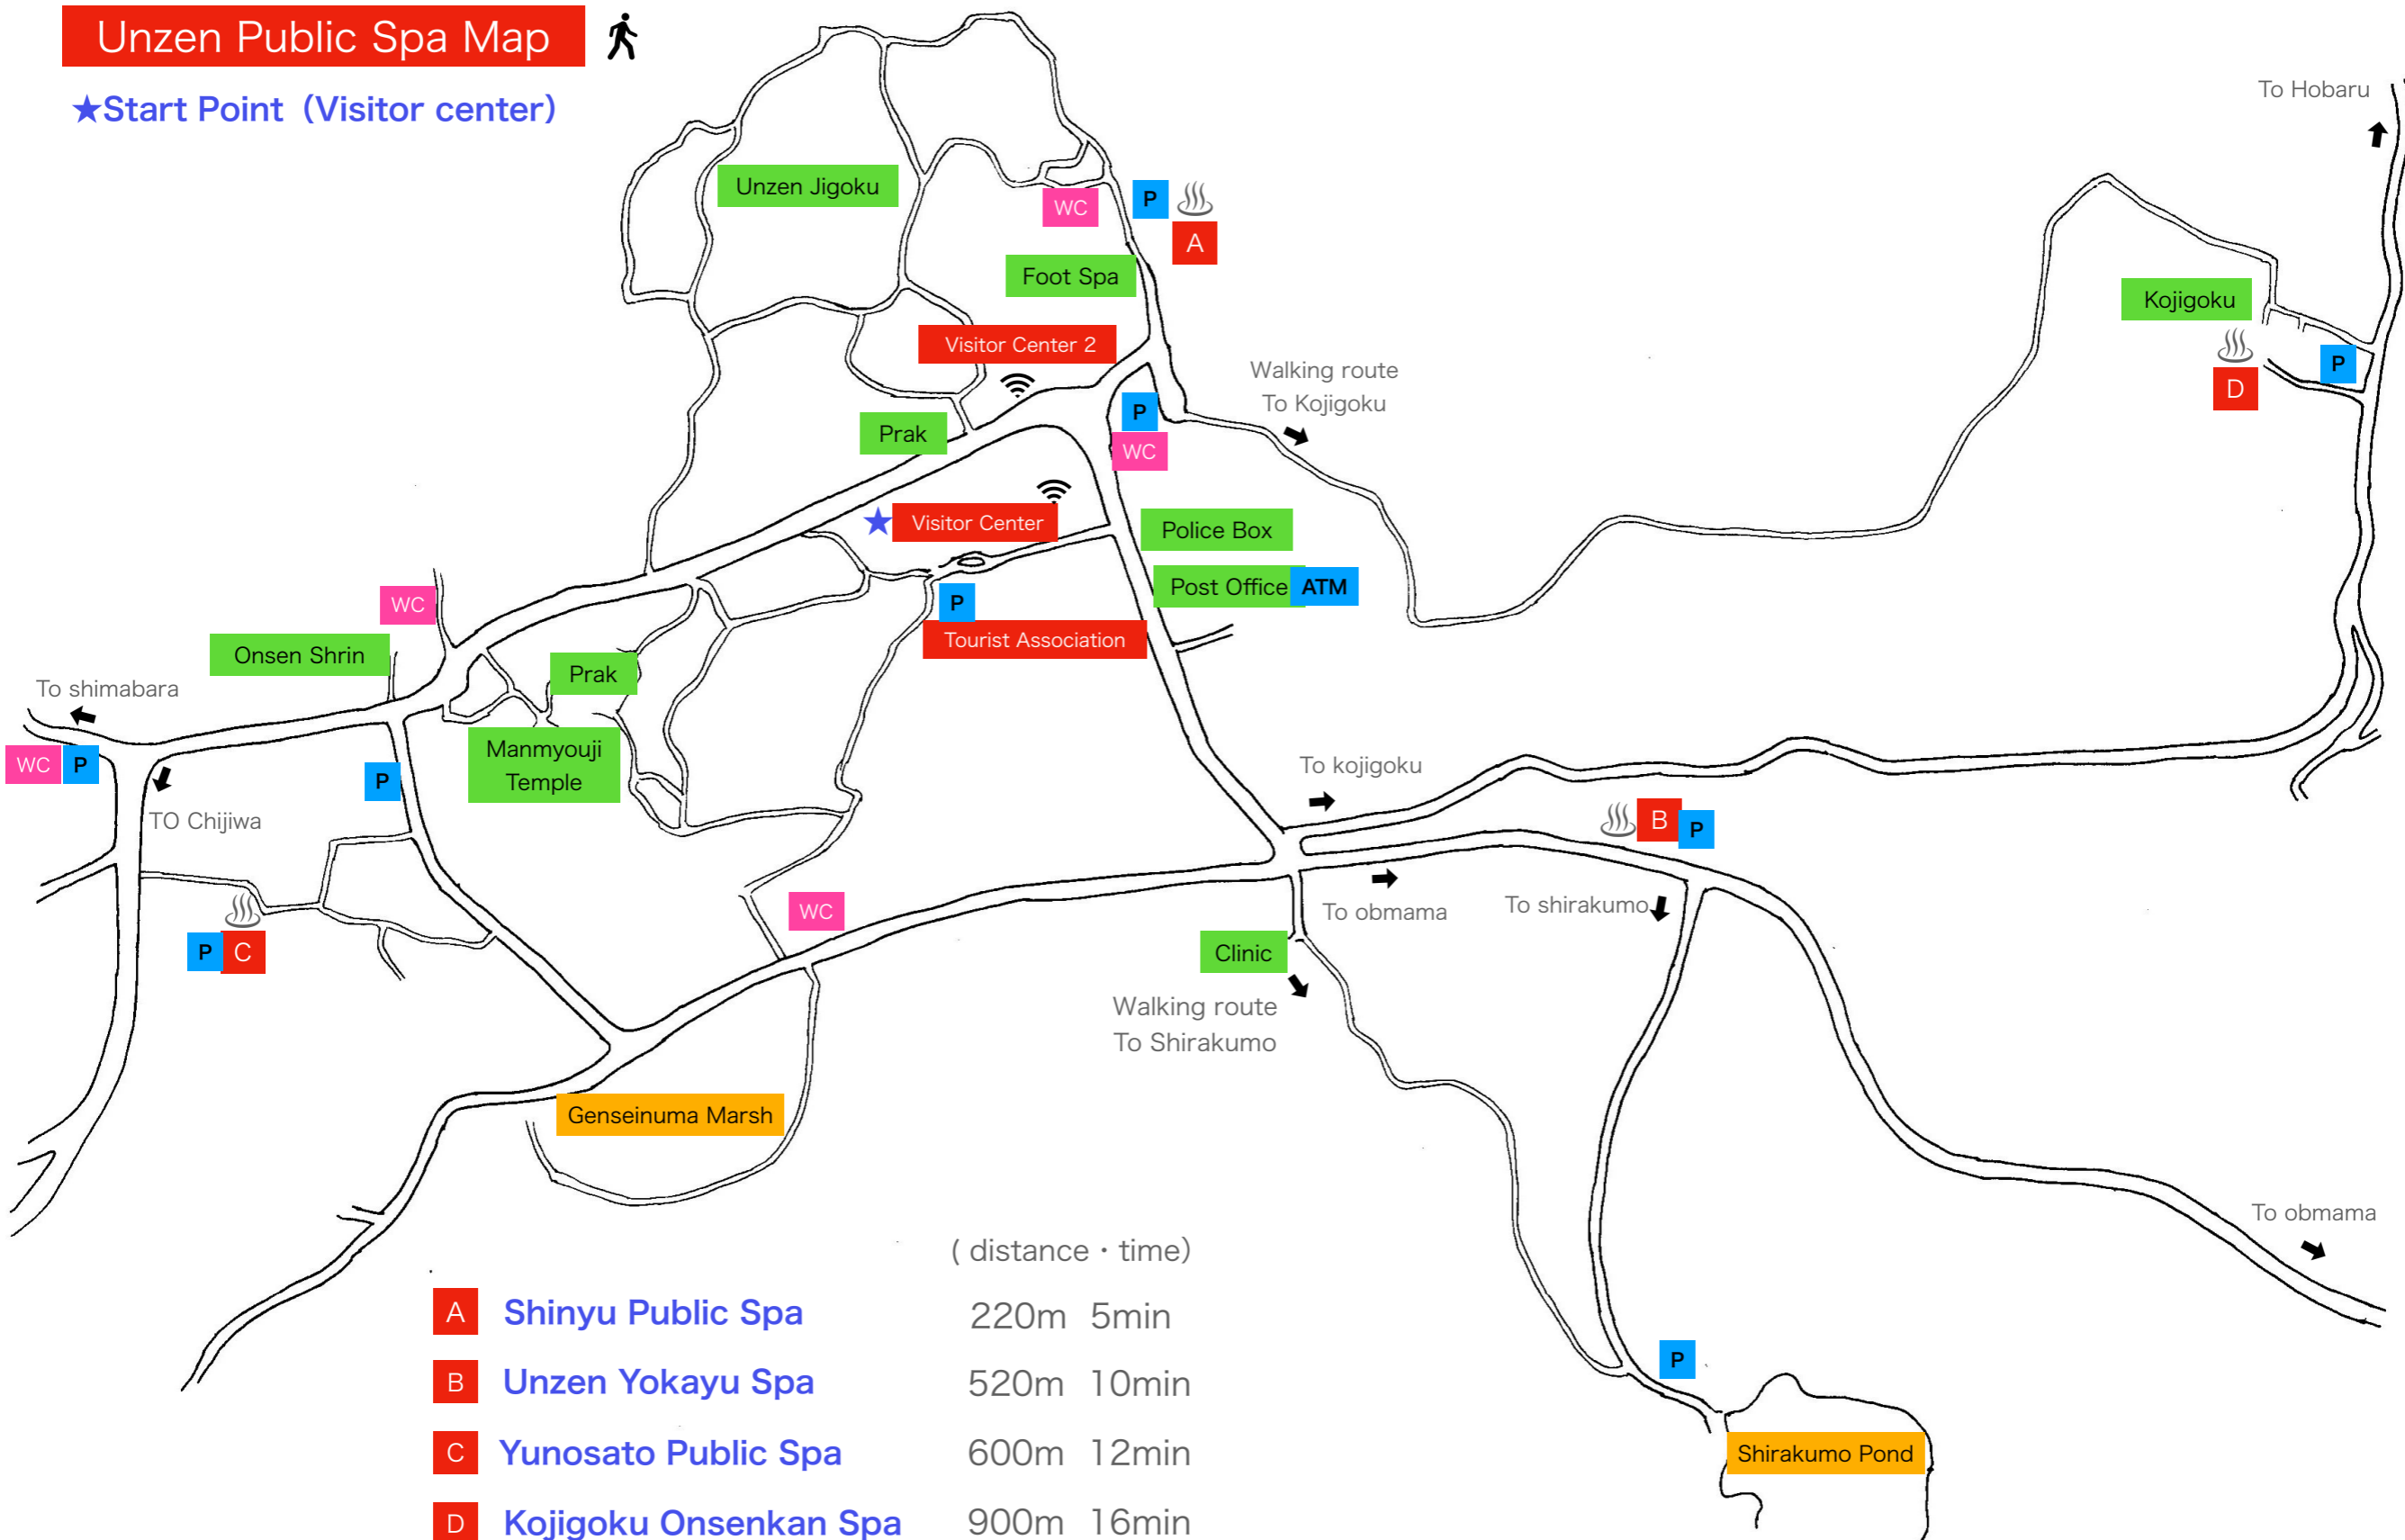 Unzen Public Spa Map
★Start Point（Visitor center）
To Hobaru
Unzen Jigoku
WC
P
A
Foot Spa
Kojigoku
Visitor Center 2
P
D
Walking route
To Kojigoku
P
WC
Prak
Visitor Center
Police Box
Post Office
ATM
P
Tourist Association
WC
Onsen Shrin
Prak
To shimabara
WC
P
P
Manmyouji
Temple
TO Chijiwa
To kojigoku
B
P
WC
To obmama
To shirakumo
P
C
Clinic
Walking route
To Shirakumo
Genseinuma Marsh
To obmama
( distance・time）
A Shinyu Public Spa 220m 5min
B Unzen Yokayu Spa 520m 10min
C Yunosato Public Spa 600m 12min
D Kojigoku Onsenkan Spa 900m 16min
P
Shirakumo Pond